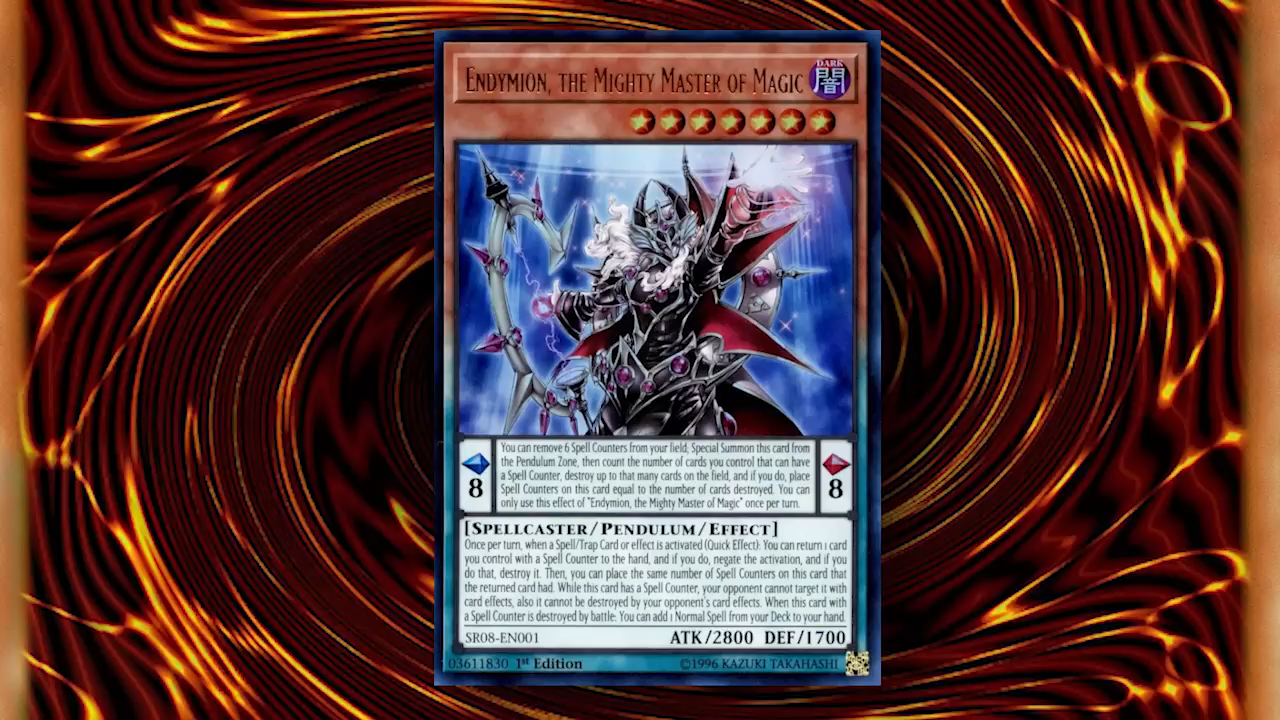 ENDYMION, THE MIGHTY MASTER OF MAGIC
DARK
闇
You can remove 6 Spell Counters from your field; Special Summon this card from
the Pendulum Zone, then count the number of cards you control that can have
a Spell Counter, destroy up to that many cards on the field, and if you do, place
Spell Counters on this card equal to the number of cards destroyed. You can
only use this effect of "Endymion, the Mighty Master of Magic" once per turn.
8
8
[SPELLCASTER/PENDULUM/EFFECT]
Once per turn, when a Spell/Trap Card or effect is activated (Quick Effect): You can return 1 card
you control with a Spell Counter to the hand, and if you do, negate the activation, and if you
do that, destroy it. Then, you can place the same number of Spell Counters on this card that
the returned card had. While this card has a Spell Counter, your opponent cannot target it with
card effects, also it cannot be destroyed by your opponent's card effects. When this card with
a Spell Counter is destroyed by battle: You can add 1 Normal Spell from your Deck to your hand.
SR08-EN001
ATK/2800 DEF/1700
03611830 1st Edition
©1996 KAZUKI TAKAHASHI